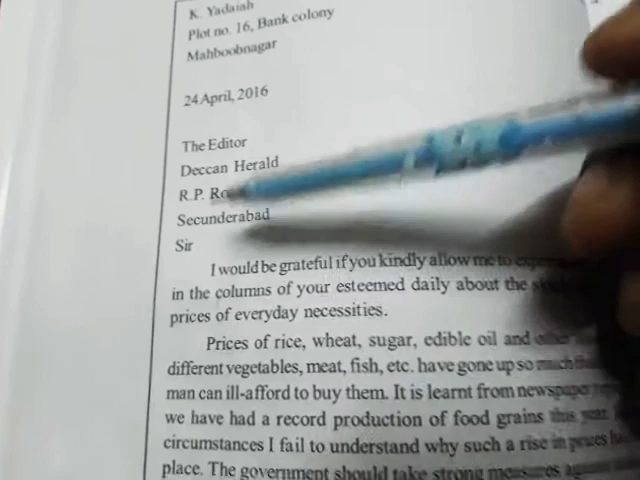 K. Yadaiah
Plot no. 16, Bank colony
Mahboobnagar
24 April, 2016
The Editor
Deccan Herald
R.P.
Secunderabad
Sir
I would be grateful if you kindly allow me to
in the columns of your esteemed daily about the
prices of everyday necessities.
Prices of rice, wheat, sugar, edible oil and other
different vegetables, meat, fish, etc. have gone up so much
man can ill-afford to buy them. It is learnt from newspaper
we have had a record production of food grains this year.
circumstances I fail to understand why such a rise in prices
place. The government should take strong measures